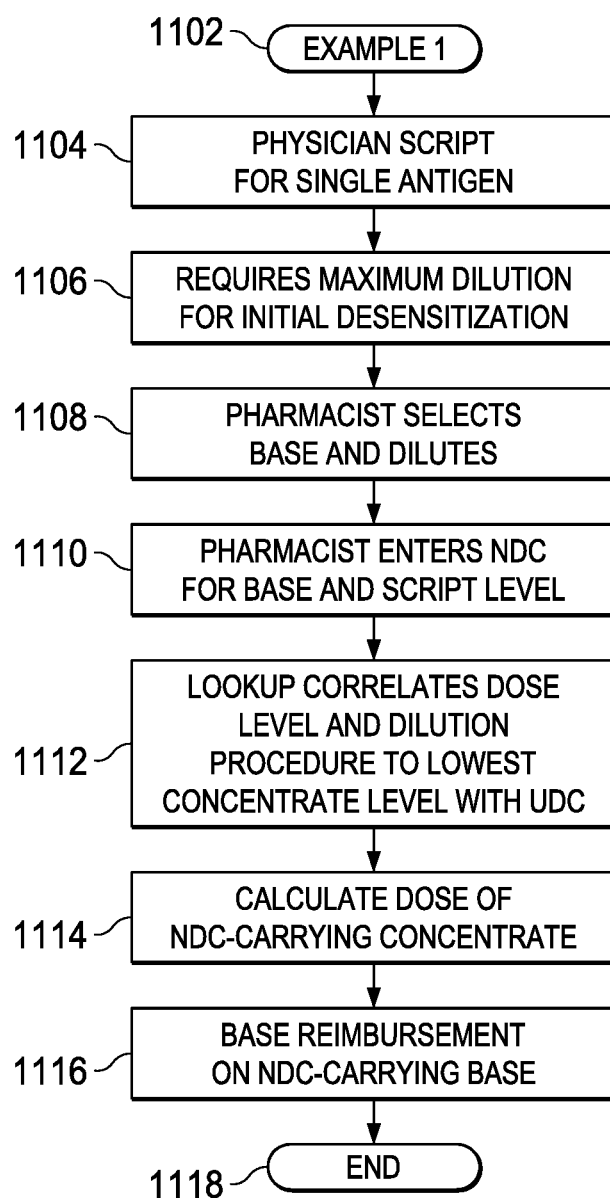 1102
EXAMPLE 1
1104
PHYSICIAN SCRIPT
FOR SINGLE ANTIGEN
1106
REQUIRES MAXIMUM DILUTION
FOR INITIAL DESENSITIZATION
1108
PHARMACIST SELECTS
BASE AND DILUTES
1110
PHARMACIST ENTERS NDC
FOR BASE AND SCRIPT LEVEL
1112
LOOKUP CORRELATES DOSE
LEVEL AND DILUTION
PROCEDURE TO LOWEST
CONCENTRATE LEVEL WITH UDC
1114
CALCULATE DOSE OF
NDC-CARRYING CONCENTRATE
1116
BASE REIMBURSEMENT
ON NDC-CARRYING BASE
1118
END